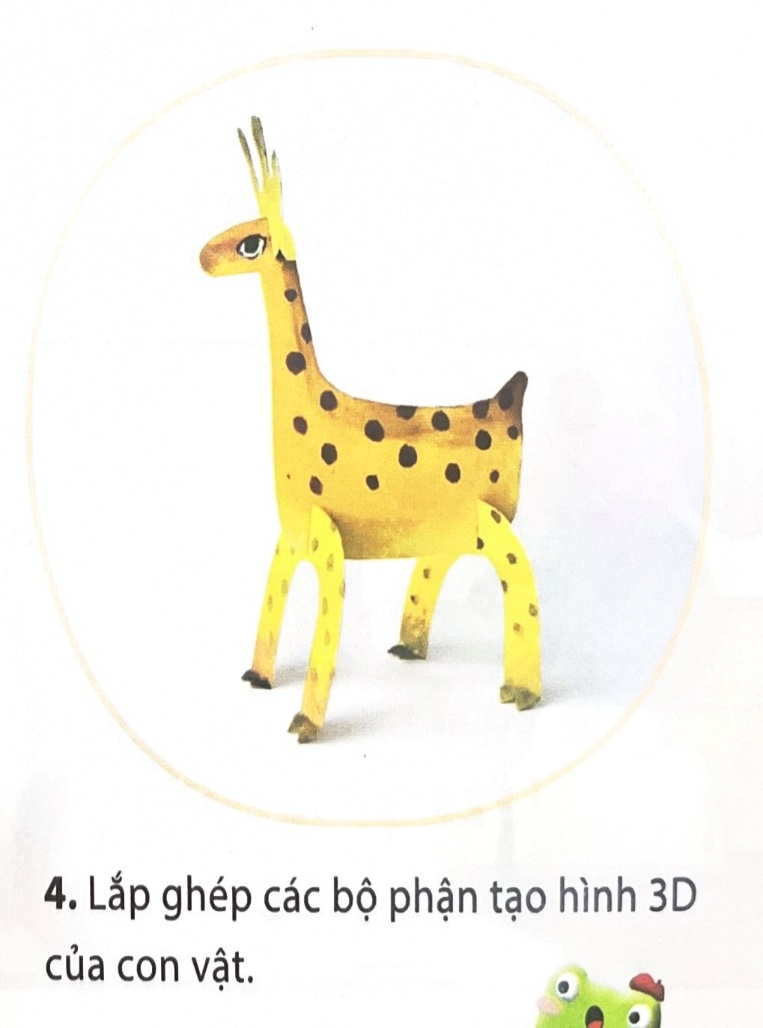 4. Lắp ghép các bộ phận tạo hình 3D
của con vật.